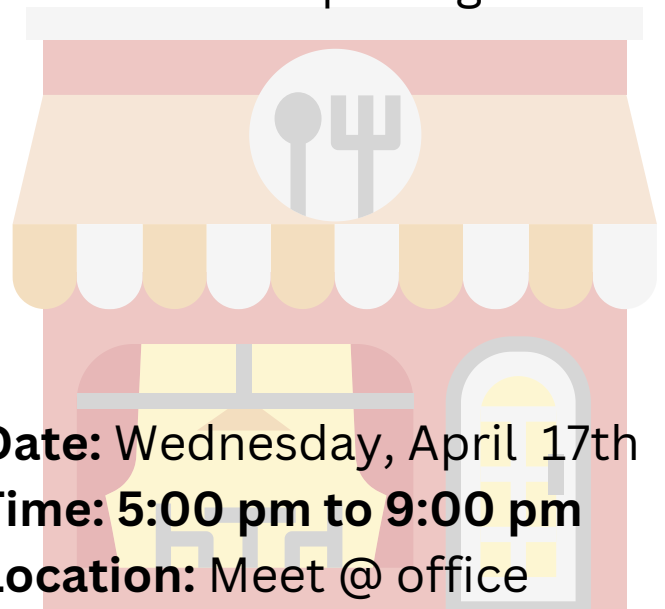 Date: Wednesday, April 17th
Time: 5:00 pm to 9:00 pm
Location: Meet @ office